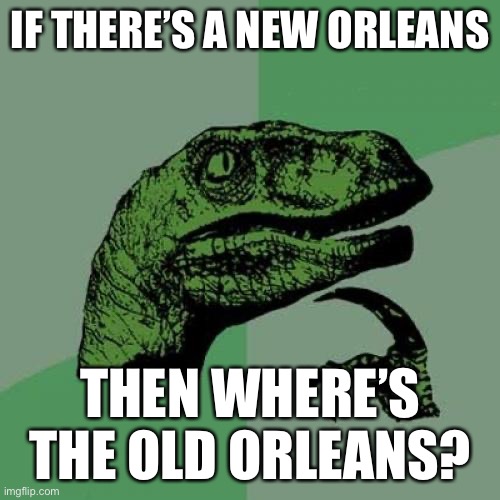 IF THERE’S A NEW ORLEANS
THEN WHERE’S
THE OLD ORLEANS?
imgflip.com